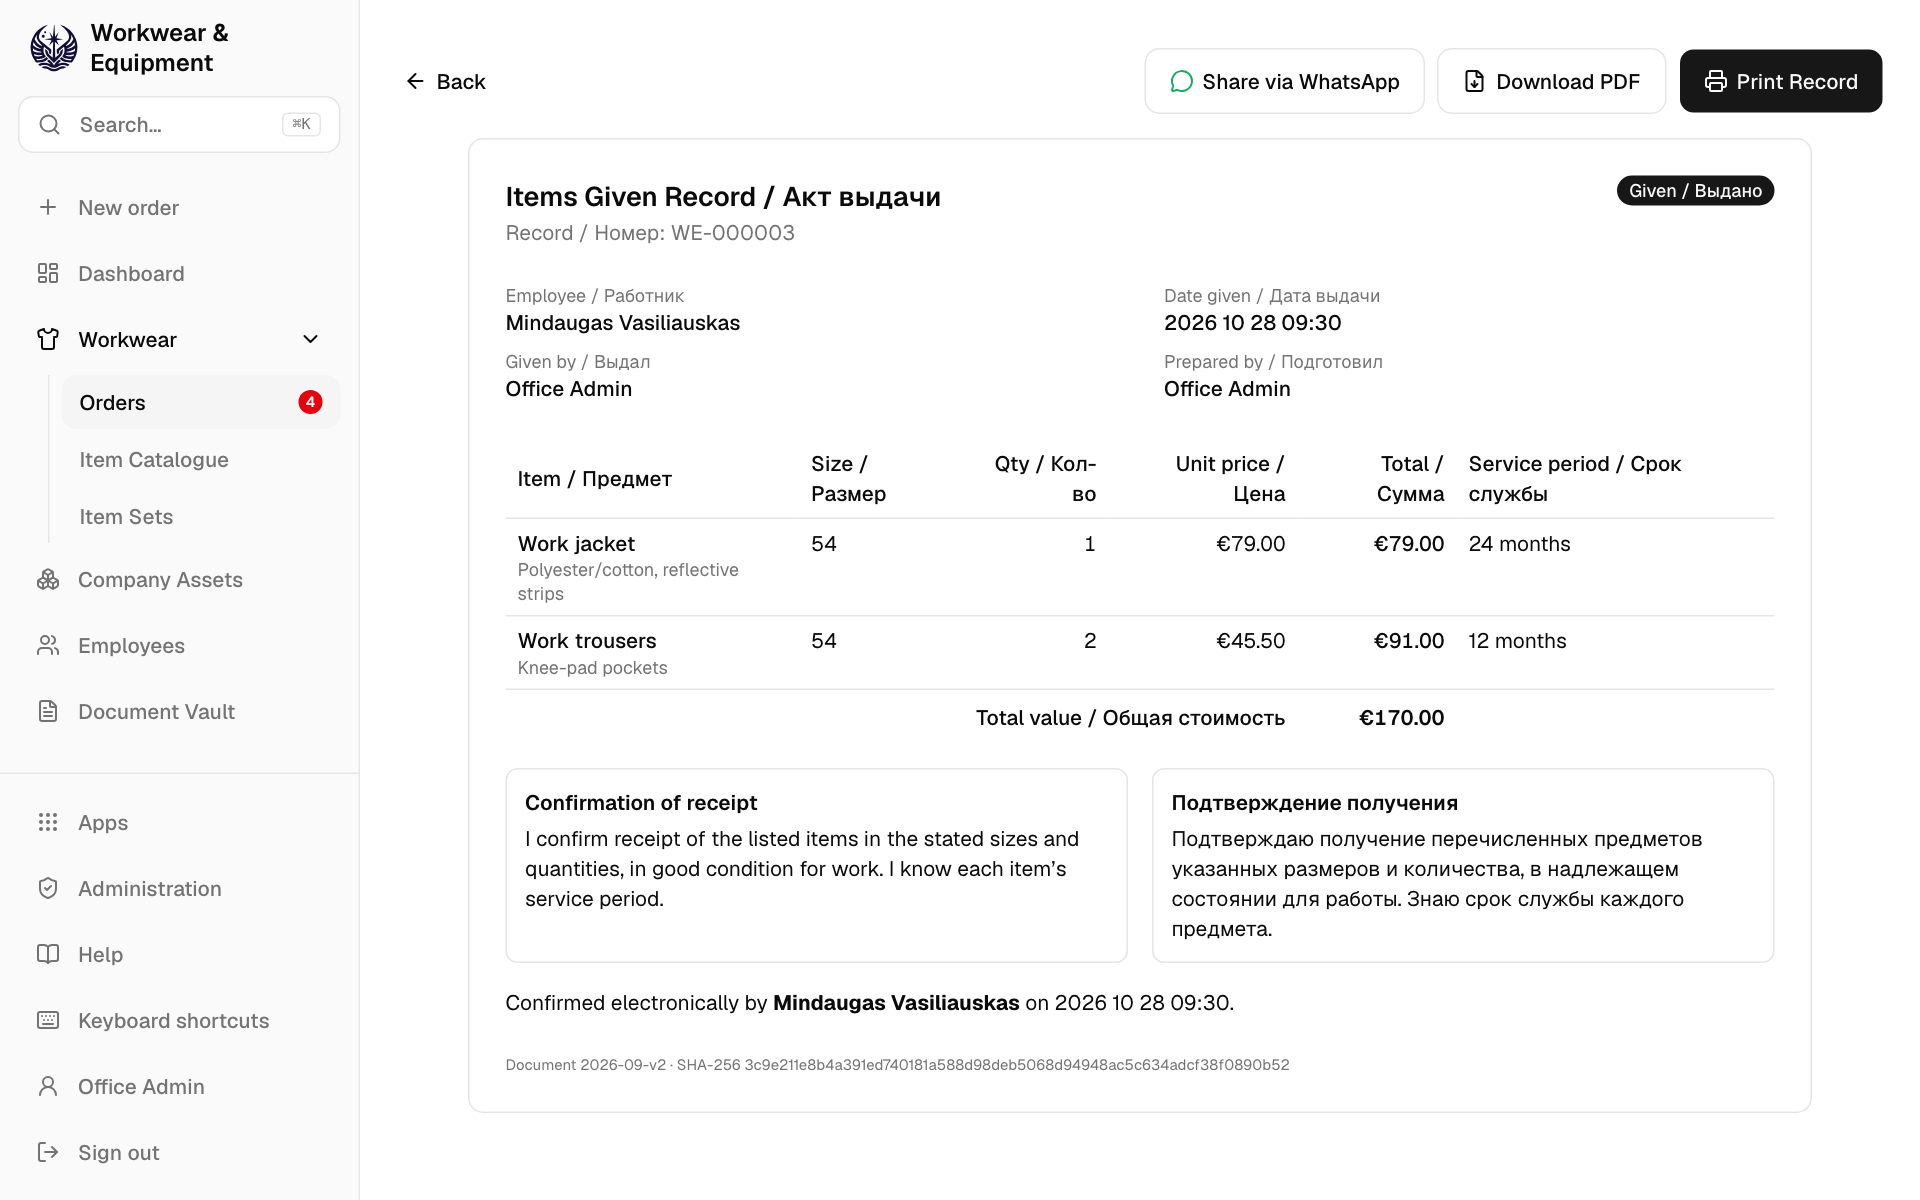 Workwear &
Equipment
Search...
⌘K
New order
Dashboard
Workwear
Orders
4
Item Catalogue
Item Sets
Company Assets
Employees
Document Vault
Apps
Administration
Help
Keyboard shortcuts
Office Admin
Sign out
Back
Share via WhatsApp
Download PDF
Print Record
Items Given Record / Акт выдачи
Given / Выдано
Record / Номер: WE-000003
Employee / Работник
Mindaugas Vasiliauskas
Date given / Дата выдачи
2026 10 28 09:30
Given by / Выдал
Office Admin
Prepared by / Подготовил
Office Admin
Item / Предмет
Size /
Размер
Qty / Кол-
во
Unit price /
Цена
Total /
Сумма
Service period / Срок
службы
Work jacket
Polyester/cotton, reflective
strips
54
1
€79.00
€79.00
24 months
Work trousers
Knee-pad pockets
54
2
€45.50
€91.00
12 months
Total value / Общая стоимость
€170.00
Confirmation of receipt
I confirm receipt of the listed items in the stated sizes and
quantities, in good condition for work. I know each item’s
service period.
Подтверждение получения
Подтверждаю получение перечисленных предметов
указанных размеров и количества, в надлежащем
состоянии для работы. Знаю срок службы каждого
предмета.
Confirmed electronically by Mindaugas Vasiliauskas on 2026 10 28 09:30.
Document 2026-09-v2 · SHA-256 3c9e211e8b4a391ed740181a588d98deb5068d94948ac5c634adcf38f0890b52